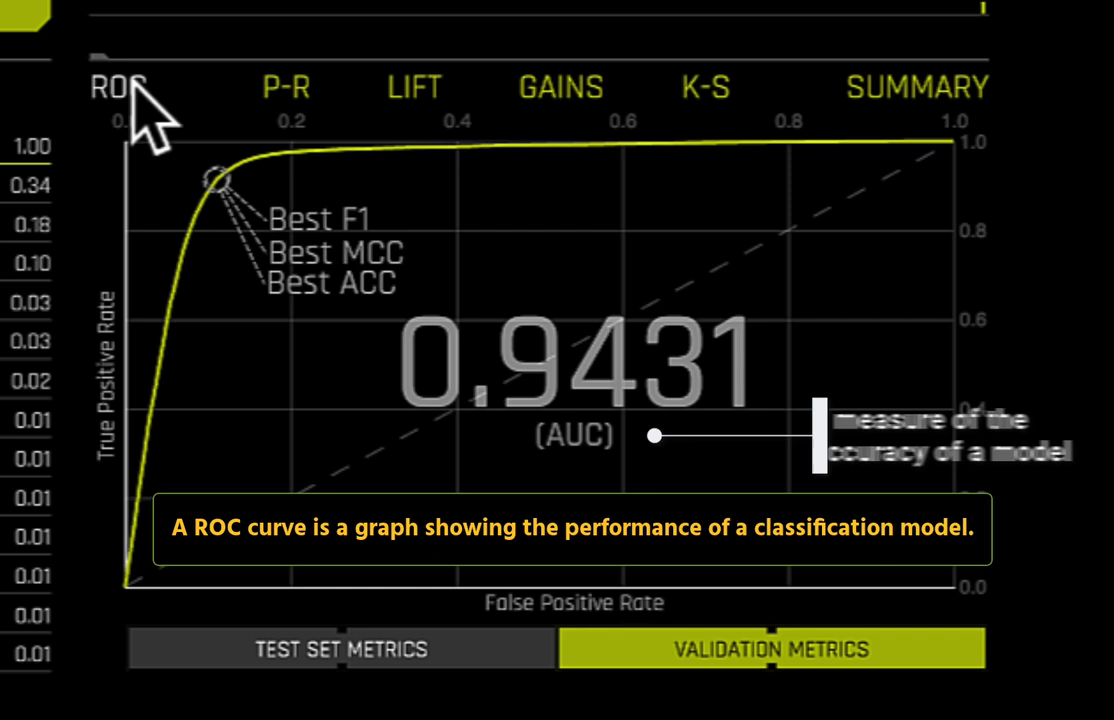 ROC P-R LIFT GAINS K-S SUMMARY
0.2 0.4 0.6 0.8 1.0
1.00
0.34
0.18
0.10
0.03
0.03
0.02
0.01
0.01
0.01
0.01
0.01
0.01
0.01
1.0
0.8
0.6
0.0
True Positive Rate
Best F1
Best MCC
Best ACC
0.9431
(AUC)
measure of the
ccuracy of a model
A ROC curve is a graph showing the performance of a classification model.
False Positive Rate
TEST SET METRICS VALIDATION METRICS